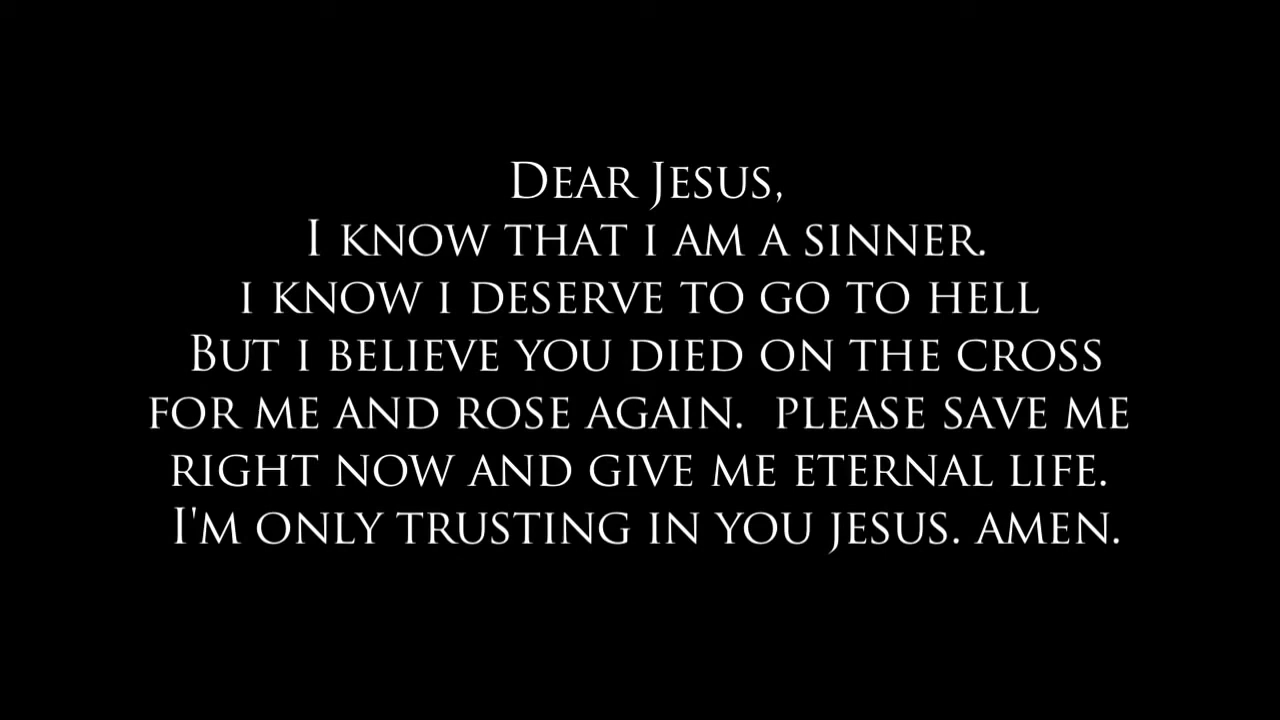 Dear Jesus,
I know that i am a sinner.
i know i deserve to go to hell
But i believe you died on the cross
for me and rose again.  please save me
right now and give me eternal life.
I'm only trusting in you jesus. amen.